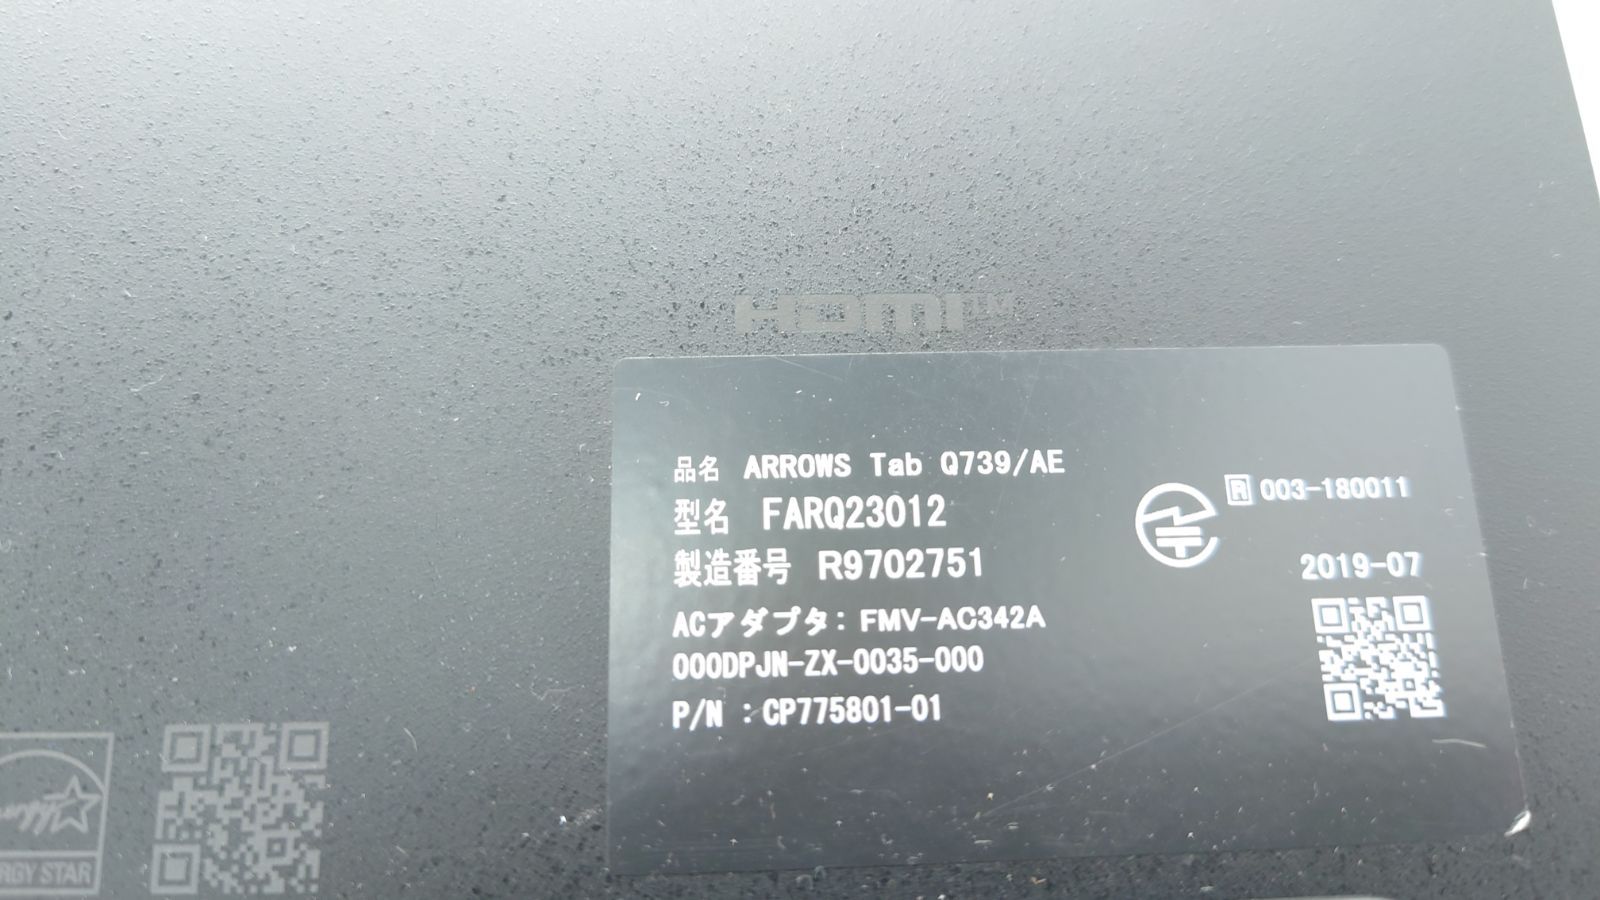 HDMI™
品名 ARROWS Tab Q739/AE
型名 FARQ23012
R 003-180011
製造番号 R9702751
2019-07
ACアダプタ: FMV-AC342A
000DPJN-ZX-0035-000
P/N :CP775801-01
RGY STAR